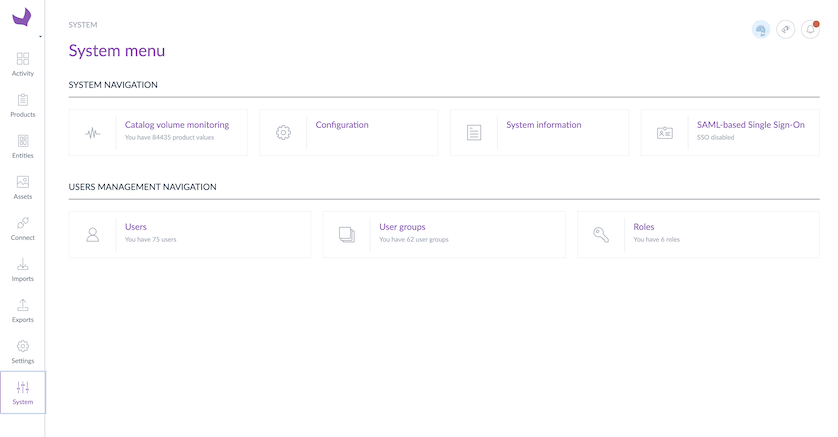 SYSTEM
System menu
SYSTEM NAVIGATION
Catalog volume monitoring
You have 84435 product values
Configuration
System information
SAML-based Single Sign-On
SSO disabled
USERS MANAGEMENT NAVIGATION
Users
You have 75 users
User groups
You have 62 user groups
Roles
You have 6 roles
Activity
Products
Entities
Assets
Connect
Imports
Exports
Settings
System